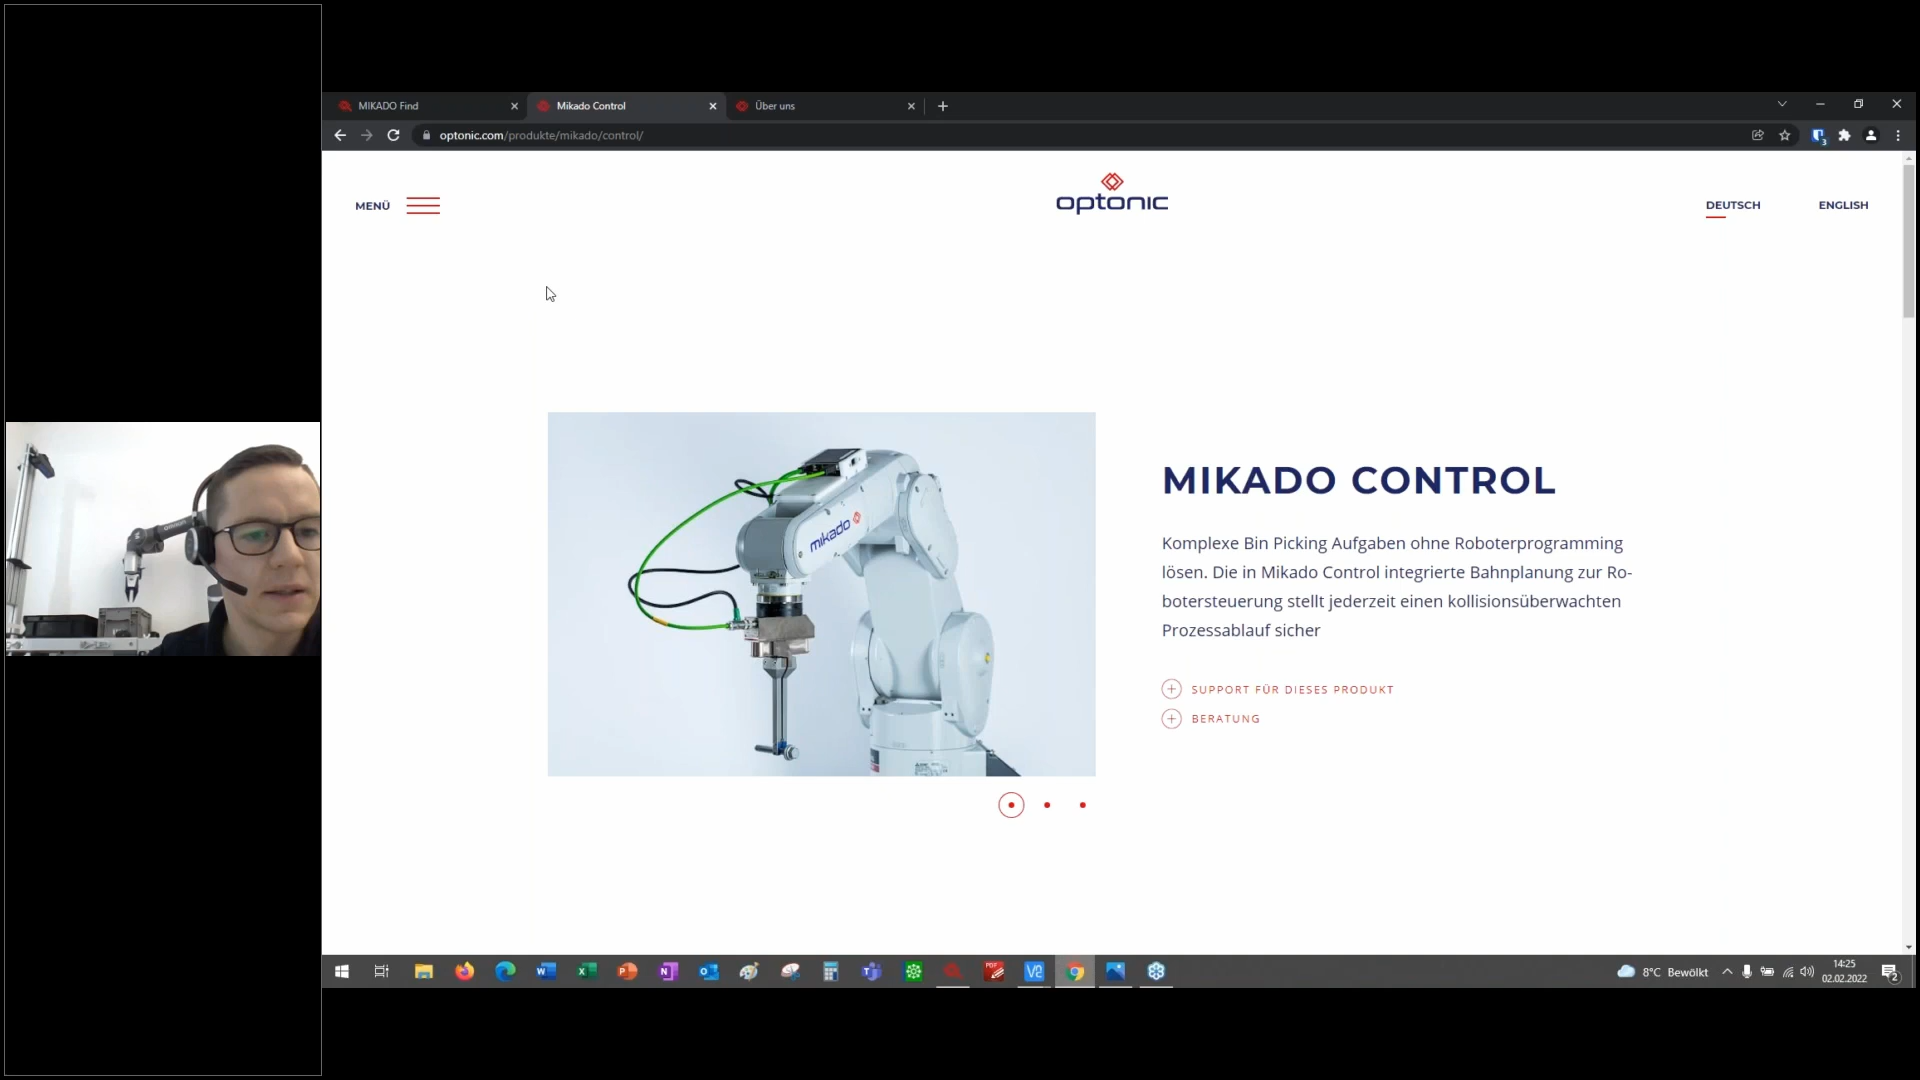 MIKADO Find
Mikado Control
Über uns
optonic.com/produkte/mikado/control/
MENÜ
optonic
DEUTSCH
ENGLISH
mikado
MIKADO CONTROL
Komplexe Bin Picking Aufgaben ohne Roboterprogramming
lösen. Die in Mikado Control integrierte Bahnplanung zur Ro-
botersteuerung stellt jederzeit einen kollisionsüberwachten
Prozessablauf sicher
SUPPORT FÜR DIESES PRODUKT
BERATUNG
8°C Bewölkt
14:25
02.02.2022
2